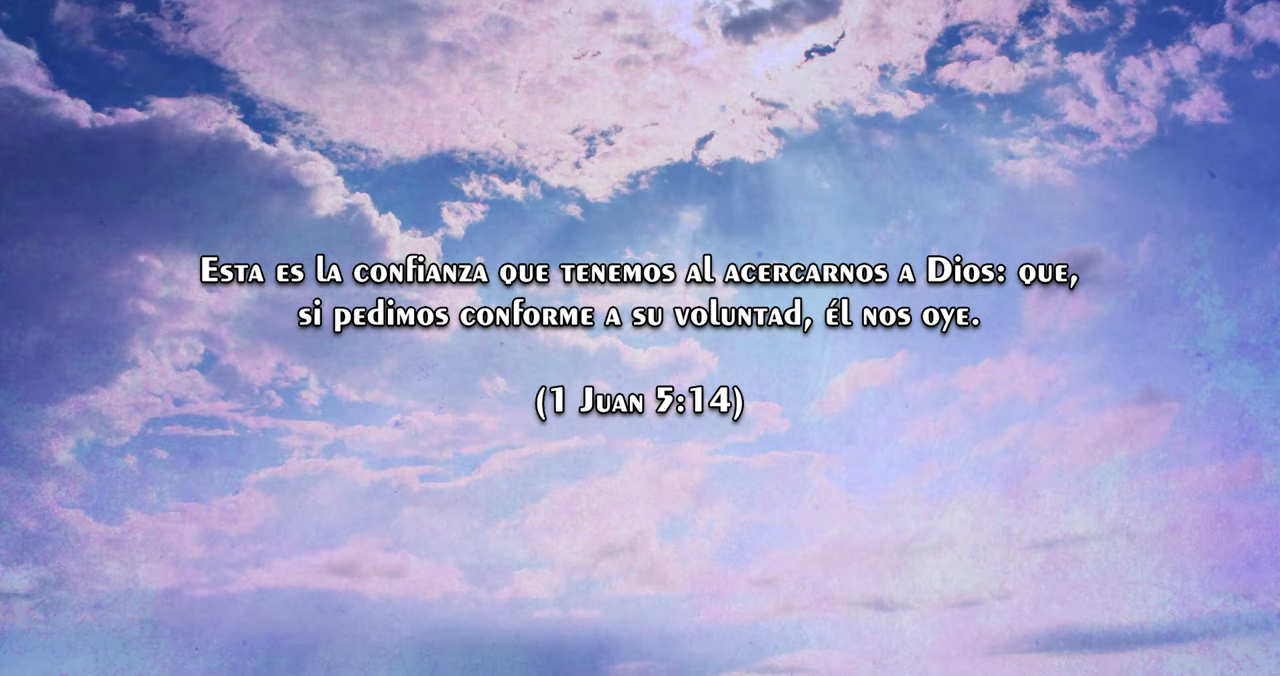 Esta es la confianza que tenemos al acercarnos a Dios: que,
si pedimos conforme a su voluntad, él nos oye.
(1 Juan 5:14)